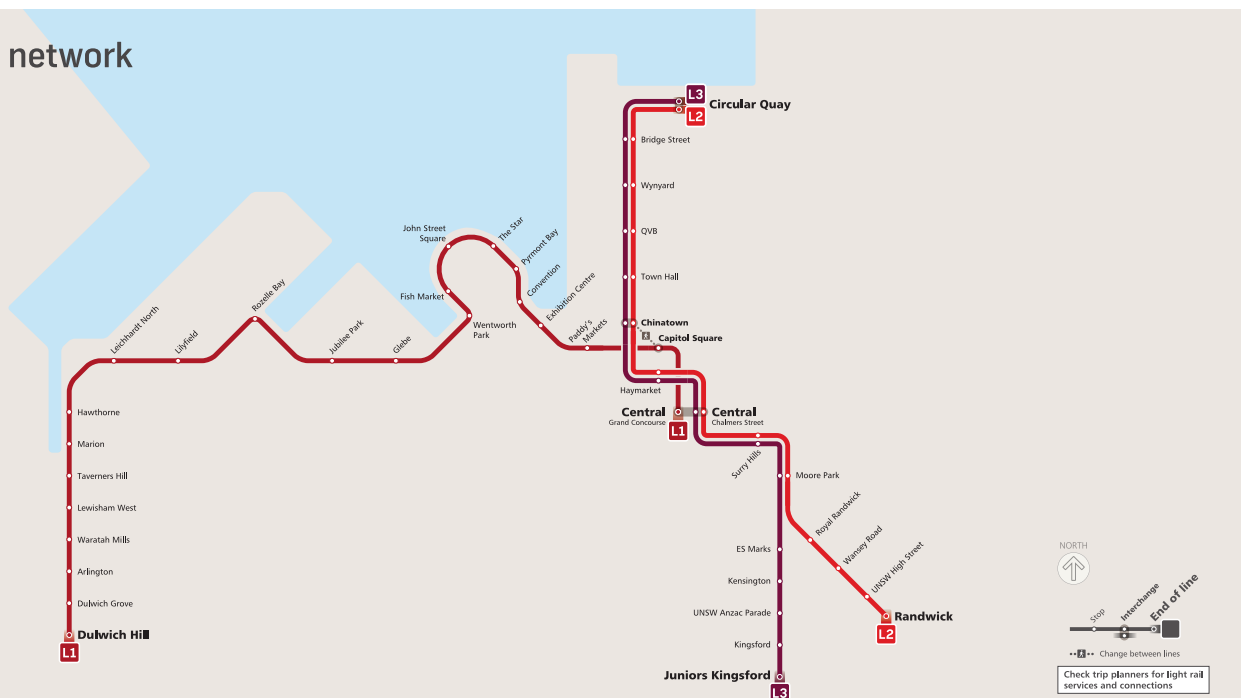 network
L3
L2
Circular Quay
Bridge Street
Wynyard
QVB
Town Hall
Chinatown
Capitol Square
Haymarket
Central
Grand Concourse
L1
Central
Chalmers Street
Surry Hills
Moore Park
Royal Randwick
Wansey Road
UNSW High Street
Randwick
L2
ES Marks
Kensington
UNSW Anzac Parade
Kingsford
Juniors Kingsford
L3
Paddy's
Markets
Exhibition Centre
Convention
Pyrmont Bay
The Star
John Street
Square
Fish Market
Wentworth
Park
Glebe
Jubilee Park
Rozelle Bay
Lilyfield
Leichhardt North
Hawthorne
Marion
Taverners Hill
Lewisham West
Waratah Mills
Arlington
Dulwich Grove
Dulwich Hill
L1
NORTH
Stop
Interchange
End of line
Change between lines
Check trip planners for light rail
services and connections